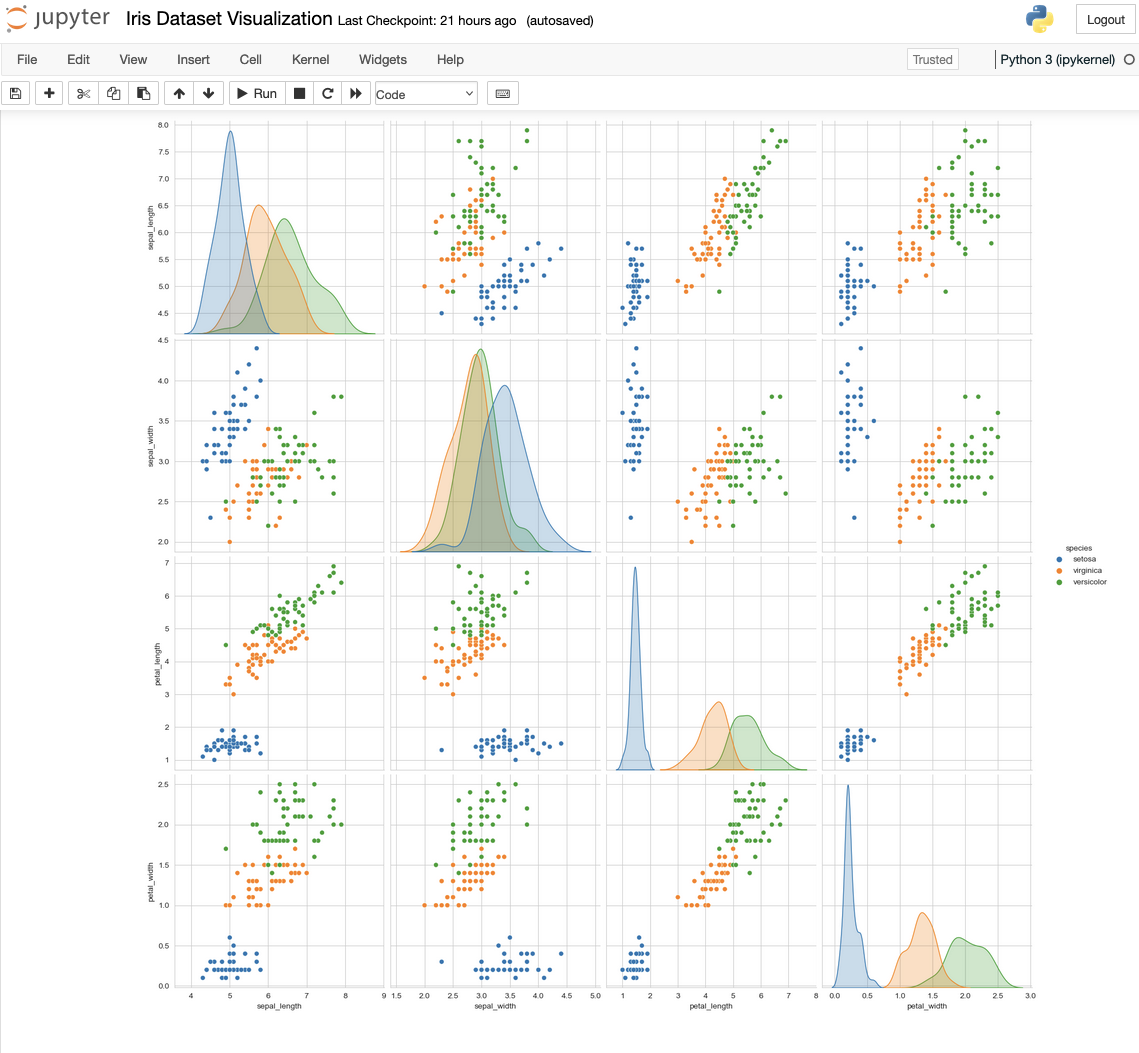 jupyter Iris Dataset Visualization Last Checkpoint: 21 hours ago (autosaved)
Logout
File Edit View Insert Cell Kernel Widgets Help
Trusted
Python 3 (ipykernel)
Run
Code
8.0
7.5
7.0
6.5
6.0
5.5
5.0
4.5
sepal_length
4.5
4.0
3.5
3.0
2.5
2.0
sepal_width
species
setosa
virginica
versicolor
7
6
5
4
3
2
1
petal_length
2.5
2.0
1.5
1.0
0.5
0.0
petal_width
4 5 6 7 8 9
sepal_length
1.5 2.0 2.5 3.0 3.5 4.0 4.5 5.0
sepal_width
1 2 3 4 5 6 7 8
petal_length
0.0 0.5 1.0 1.5 2.0 2.5 3.0
petal_width